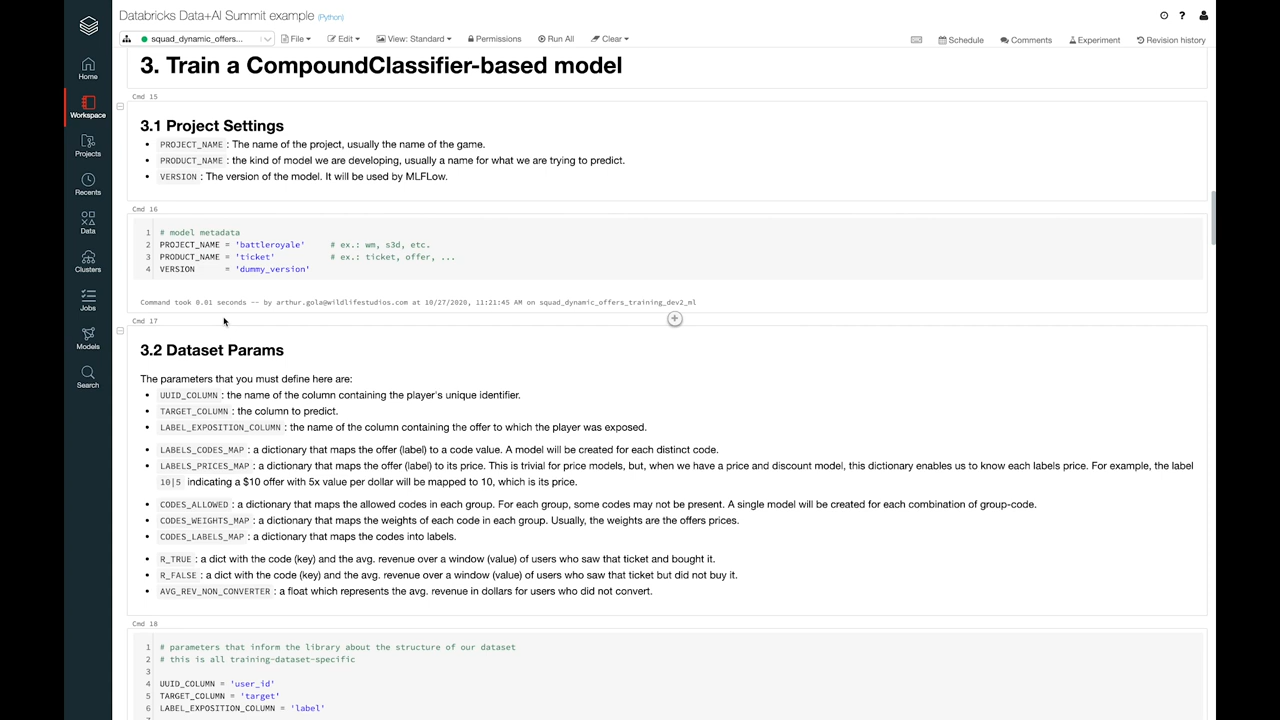 Databricks Data+AI Summit example (Python)
squad_dynamic_offers... File Edit View: Standard Permissions Run All Clear Schedule Comments Experiment Revision history
Home
Workspace
Projects
Recents
Data
Clusters
Jobs
Models
Search
3. Train a CompoundClassifier-based model
Cmd 15
3.1 Project Settings
• PROJECT_NAME : The name of the project, usually the name of the game.
• PRODUCT_NAME : the kind of model we are developing, usually a name for what we are trying to predict.
• VERSION : The version of the model. It will be used by MLFLow.
Cmd 16
1 # model metadata
2 PROJECT_NAME = 'battleroyale' # ex.: wm, s3d, etc.
3 PRODUCT_NAME = 'ticket' # ex.: ticket, offer, ...
4 VERSION = 'dummy_version'
Command took 0.01 seconds -- by arthur.gola@wildlifestudios.com at 10/27/2020, 11:21:45 AM on squad_dynamic_offers_training_dev2_ml
Cmd 17
3.2 Dataset Params
The parameters that you must define here are:
• UUID_COLUMN : the name of the column containing the player's unique identifier.
• TARGET_COLUMN : the column to predict.
• LABEL_EXPOSITION_COLUMN : the name of the column containing the offer to which the player was exposed.
• LABELS_CODES_MAP : a dictionary that maps the offer (label) to a code value. A model will be created for each distinct code.
• LABELS_PRICES_MAP : a dictionary that maps the offer (label) to its price. This is trivial for price models, but, when we have a price and discount model, this dictionary enables us to know each labels price. For example, the label
10|5 indicating a $10 offer with 5x value per dollar will be mapped to 10, which is its price.
• CODES_ALLOWED : a dictionary that maps the allowed codes in each group. For each group, some codes may not be present. A single model will be created for each combination of group-code.
• CODES_WEIGHTS_MAP : a dictionary that maps the weights of each code in each group. Usually, the weights are the offers prices.
• CODES_LABELS_MAP : a dictionary that maps the codes into labels.
• R_TRUE : a dict with the code (key) and the avg. revenue over a window (value) of users who saw that ticket and bought it.
• R_FALSE : a dict with the code (key) and the avg. revenue over a window (value) of users who saw that ticket but did not buy it.
• AVG_REV_NON_CONVERTER : a float which represents the avg. revenue in dollars for users who did not convert.
Cmd 18
1 # parameters that inform the library about the structure of our dataset
2 # this is all training-dataset-specific
3
4 UUID_COLUMN = 'user_id'
5 TARGET_COLUMN = 'target'
6 LABEL_EXPOSITION_COLUMN = 'label'